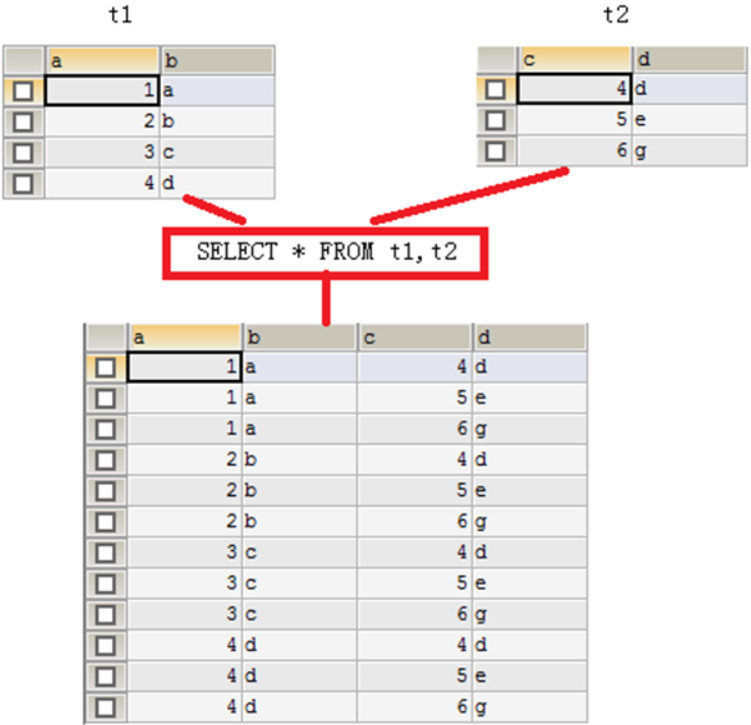 t1 t2
a b c d
1 a 4 d
2 b 5 e
3 c 6 g
4 d
SELECT * FROM t1,t2
a b c d
1 a 4 d
1 a 5 e
1 a 6 g
2 b 4 d
2 b 5 e
2 b 6 g
3 c 4 d
3 c 5 e
3 c 6 g
4 d 4 d
4 d 5 e
4 d 6 g